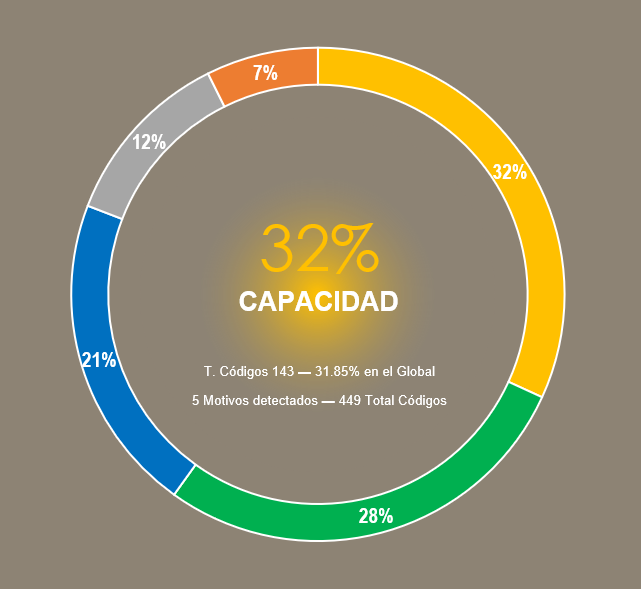 7%
12%
32%
32%
CAPACIDAD
21%
T. Códigos 143 — 31.85% en el Global
5 Motivos detectados — 449 Total Códigos
28%